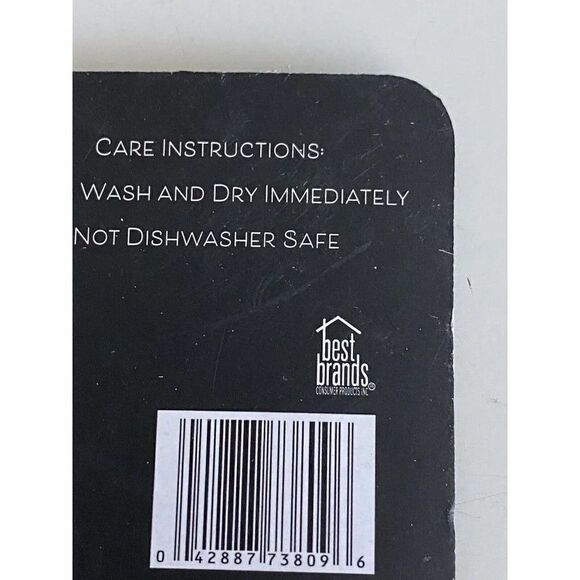 CARE INSTRUCTIONS:
WASH AND DRY IMMEDIATELY
NOT DISHWASHER SAFE
best
brands
CONSUMER PRODUCTS INC ®
0 42887 73809 6